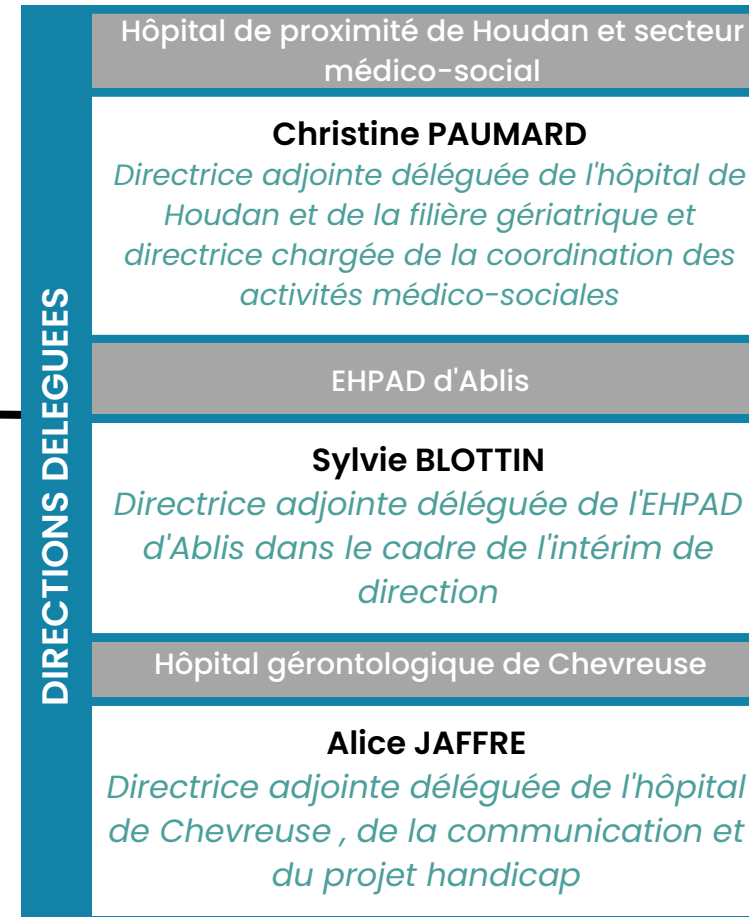 DIRECTIONS DELEGUEES
Hôpital de proximité de Houdan et secteur
médico-social
Christine PAUMARD
Directrice adjointe déléguée de l'hôpital de
Houdan et de la filière gériatrique et
directrice chargée de la coordination des
activités médico-sociales
EHPAD d'Ablis
Sylvie BLOTTIN
Directrice adjointe déléguée de l'EHPAD
d'Ablis dans le cadre de l'intérim de
direction
Hôpital gérontologique de Chevreuse
Alice JAFFRE
Directrice adjointe déléguée de l'hôpital
de Chevreuse , de la communication et
du projet handicap